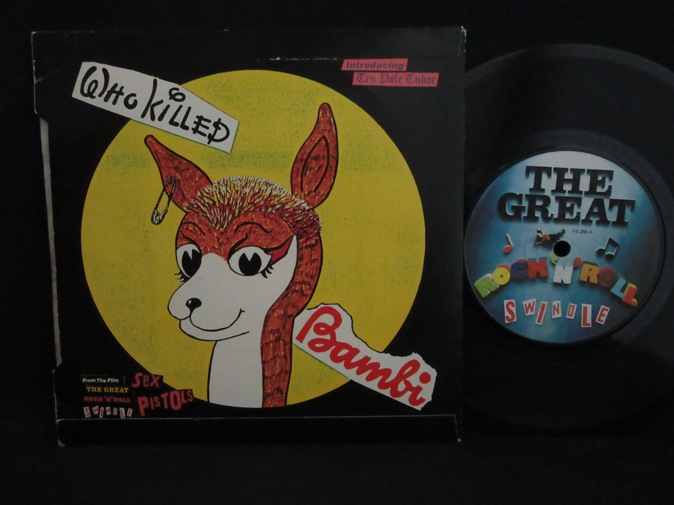 WHO KiLLED
introducing
Ten Pole Tudor
Bambi
From The Film
THE GREAT
ROCK'N'ROLL
SWINDLE
SEX
PiSTOLS
THE
GREAT
ROCK'N'ROLL
SWINDLE